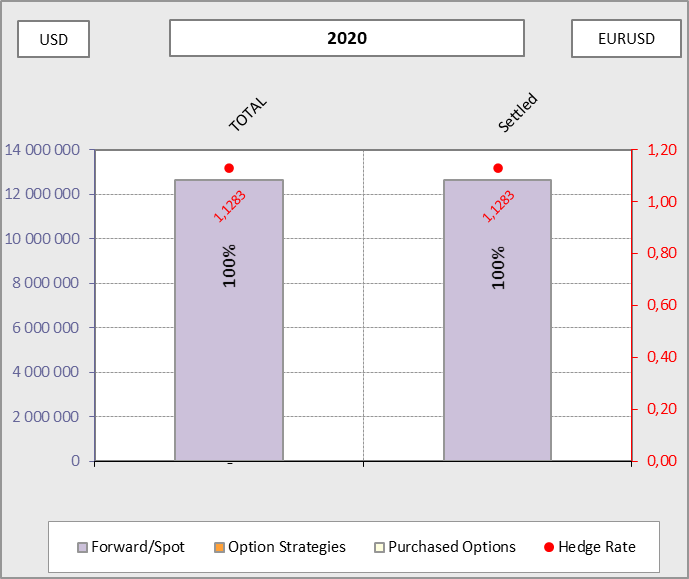 USD
2020
EURUSD
TOTAL
Settled
14 000 000
12 000 000
10 000 000
8 000 000
6 000 000
4 000 000
2 000 000
0
1,20
1,00
0,80
0,60
0,40
0,20
0,00
1,1283
100%
1,1283
100%
-
Forward/Spot
Option Strategies
Purchased Options
Hedge Rate